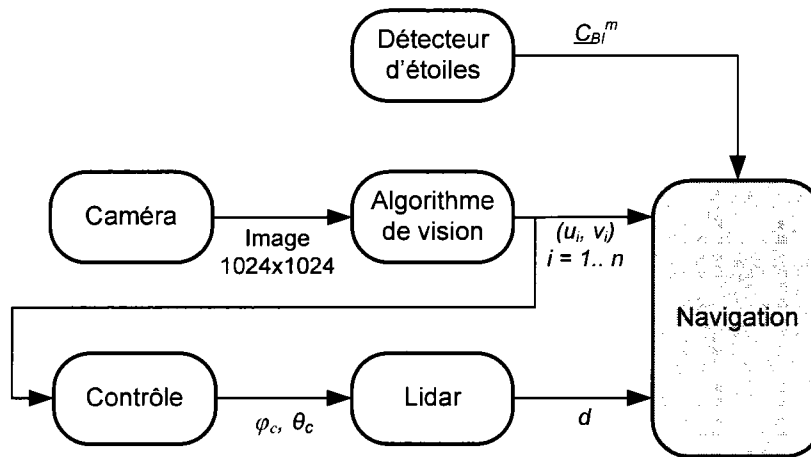 Détecteur
d'étoiles
C_BI^m
Caméra
Image
1024x1024
Algorithme
de vision
(u_i, v_i)
i = 1.. n
Navigation
Contrôle
φ_c, θ_c
Lidar
d